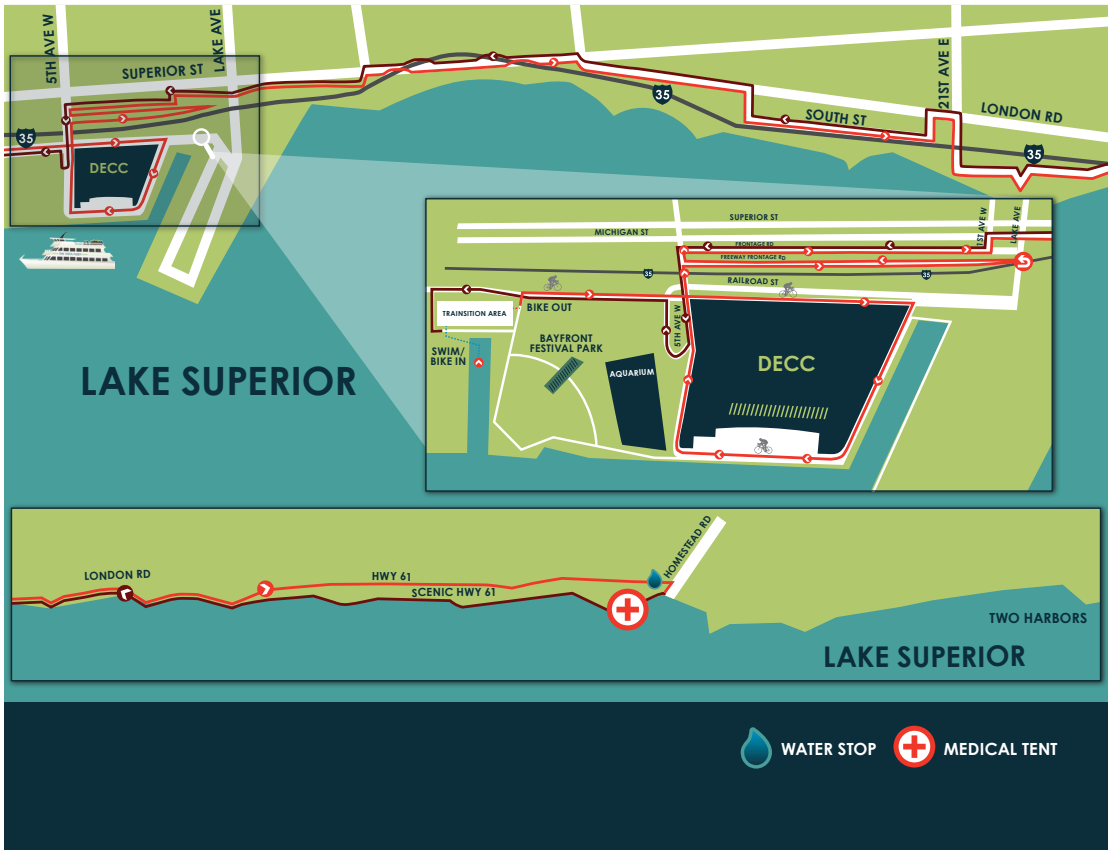 5TH AVE W
LAKE AVE
SUPERIOR ST
21ST AVE E
35
SOUTH ST
LONDON RD
35
35
DECC
SUPERIOR ST
MICHIGAN ST
1ST AVE W
LAKE AVE
FRONTAGE RD
FREEWAY FRONTAGE RD
35
35
RAILROAD ST
TRAINSITION AREA
BIKE OUT
5TH AVE W
SWIM/
BIKE IN
BAYFRONT
FESTIVAL PARK
AQUARIUM
DECC
LAKE SUPERIOR
LONDON RD
HWY 61
SCENIC HWY 61
HOMESTEAD RD
TWO HARBORS
LAKE SUPERIOR
WATER STOP
MEDICAL TENT